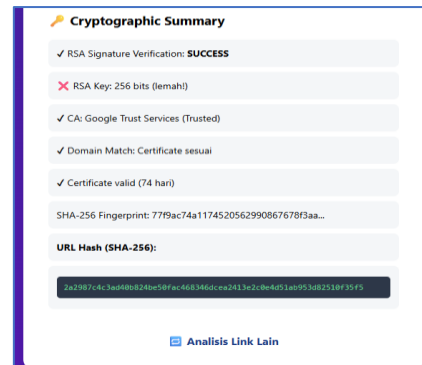 🔑 Cryptographic Summary
✓ RSA Signature Verification: SUCCESS
❌ RSA Key: 256 bits (lemah!)
✓ CA: Google Trust Services (Trusted)
✓ Domain Match: Certificate sesuai
✓ Certificate valid (74 hari)
SHA-256 Fingerprint: 77f9ac74a1174520562990867678f3aa...
URL Hash (SHA-256):
2a2987c4c3ad40b824be50fac468346dcea2413e2c0e4d51ab953d82510f35f5
🔁 Analisis Link Lain